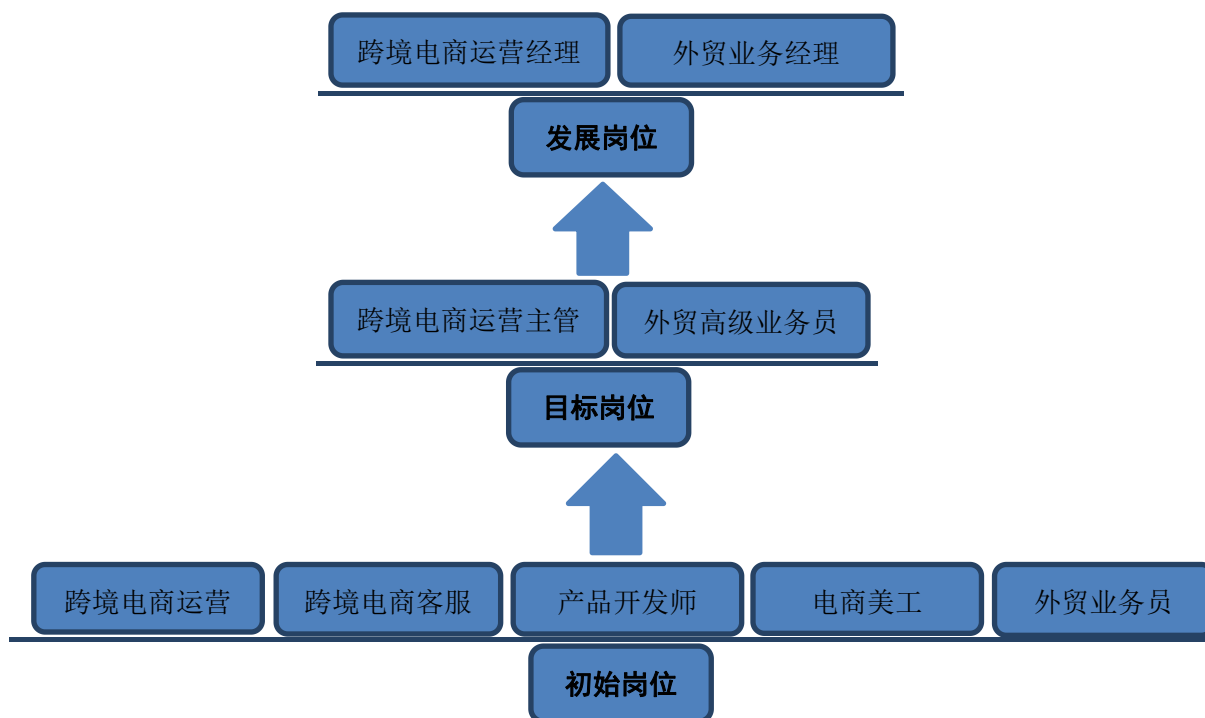 跨境电商运营经理
外贸业务经理
发展岗位
跨境电商运营主管
外贸高级业务员
目标岗位
跨境电商运营
跨境电商客服
产品开发师
电商美工
外贸业务员
初始岗位